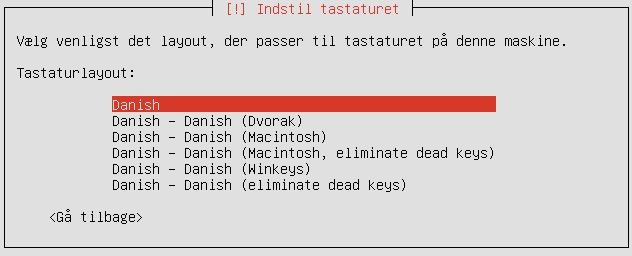 [!] Indstil tastaturet
Vælg venligst det layout, der passer til tastaturet på denne maskine.
Tastaturlayout:
Danish
Danish – Danish (Dvorak)
Danish – Danish (Macintosh)
Danish – Danish (Macintosh, eliminate dead keys)
Danish – Danish (Winkeys)
Danish – Danish (eliminate dead keys)
<Gå tilbage>